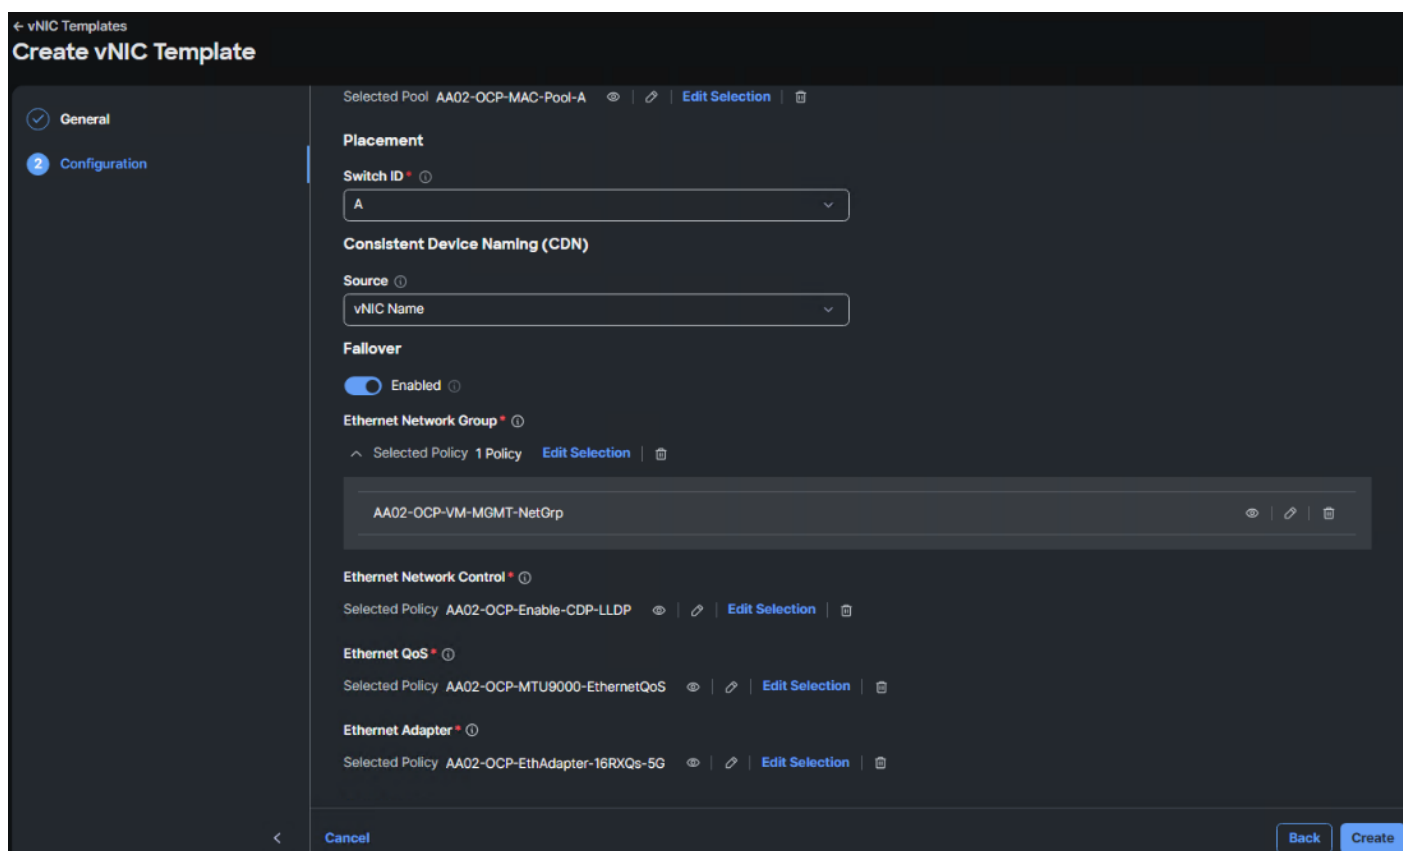 ← vNIC Templates
Create vNIC Template
General
2 Configuration
Selected Pool AA02-OCP-MAC-Pool-A | | Edit Selection |
Placement
Switch ID *
A
Consistent Device Naming (CDN)
Source
vNIC Name
Failover
Enabled
Ethernet Network Group *
Selected Policy 1 Policy Edit Selection |
AA02-OCP-VM-MGMT-NetGrp
Ethernet Network Control *
Selected Policy AA02-OCP-Enable-CDP-LLDP | | Edit Selection |
Ethernet QoS *
Selected Policy AA02-OCP-MTU9000-EthernetQoS | | Edit Selection |
Ethernet Adapter *
Selected Policy AA02-OCP-EthAdapter-16RXQs-5G | | Edit Selection |
Cancel
Back
Create